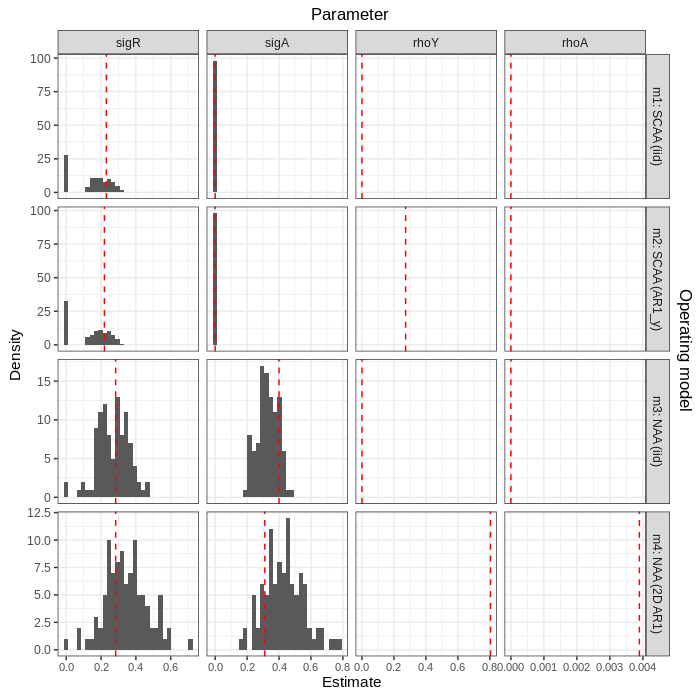 Parameter
sigR sigA rhoY rhoA
100
75
50
25
0
m1: SCAA (iid)
100
75
50
25
0
m2: SCAA (AR1_y)
15
10
5
0
m3: NAA (iid)
12.5
10.0
7.5
5.0
2.5
0.0
m4: NAA (2D AR1)
0.0 0.2 0.4 0.6 0.0 0.2 0.4 0.6 0.8 0.0 0.2 0.4 0.6 0.8 0.000 0.001 0.002 0.003 0.004
Estimate
Density
Operating model